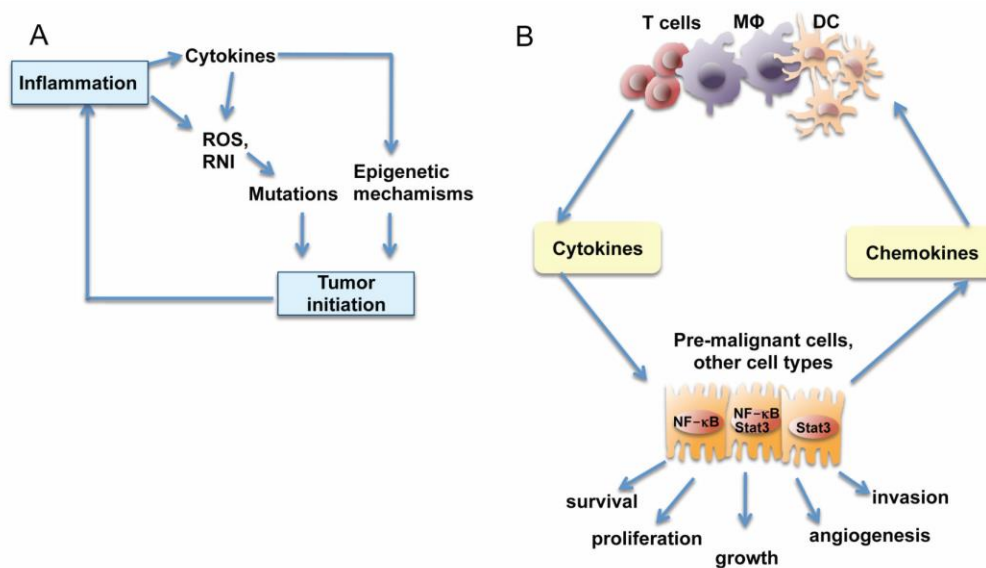 A
Inflammation
Cytokines
ROS,
RNI
Mutations
Epigenetic
mechamisms
Tumor
initiation
B
T cells
MΦ
DC
Cytokines
Chemokines
Pre-malignant cells,
other cell types
NF-κB
NF-κB
Stat3
Stat3
survival
proliferation
growth
angiogenesis
invasion